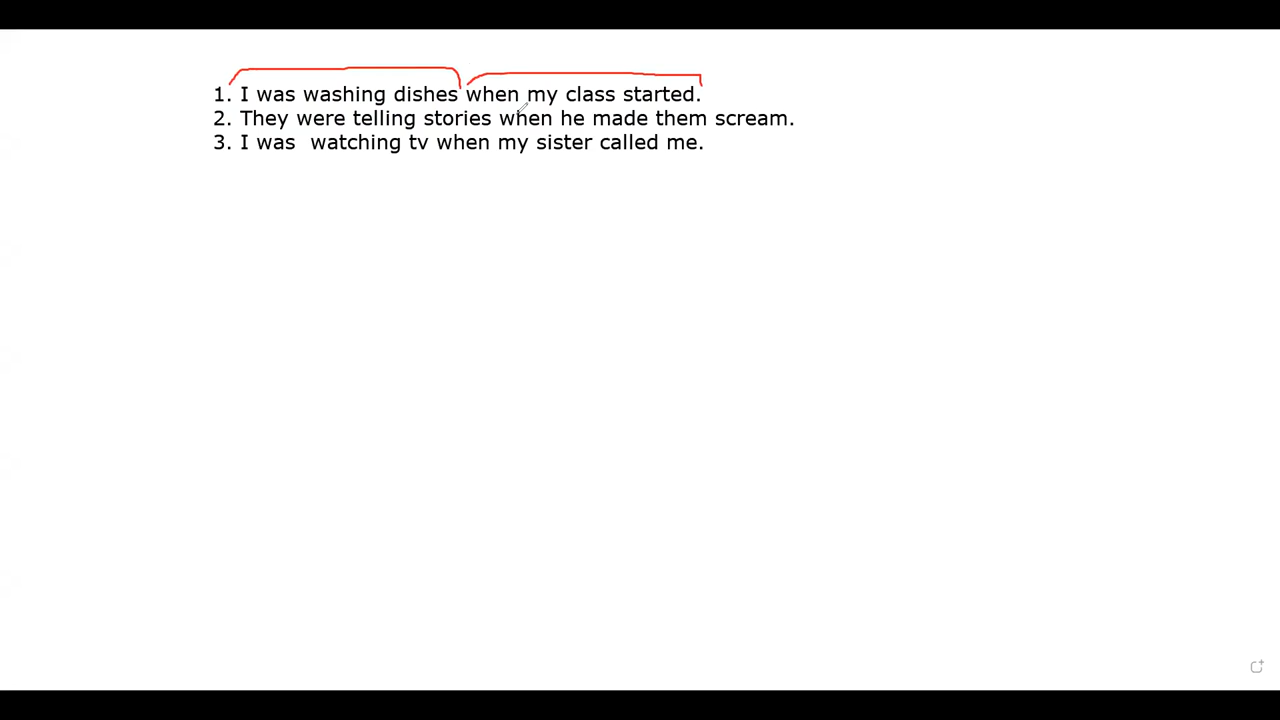 1. I was washing dishes when my class started.
2. They were telling stories when he made them scream.
3. I was  watching tv when my sister called me.